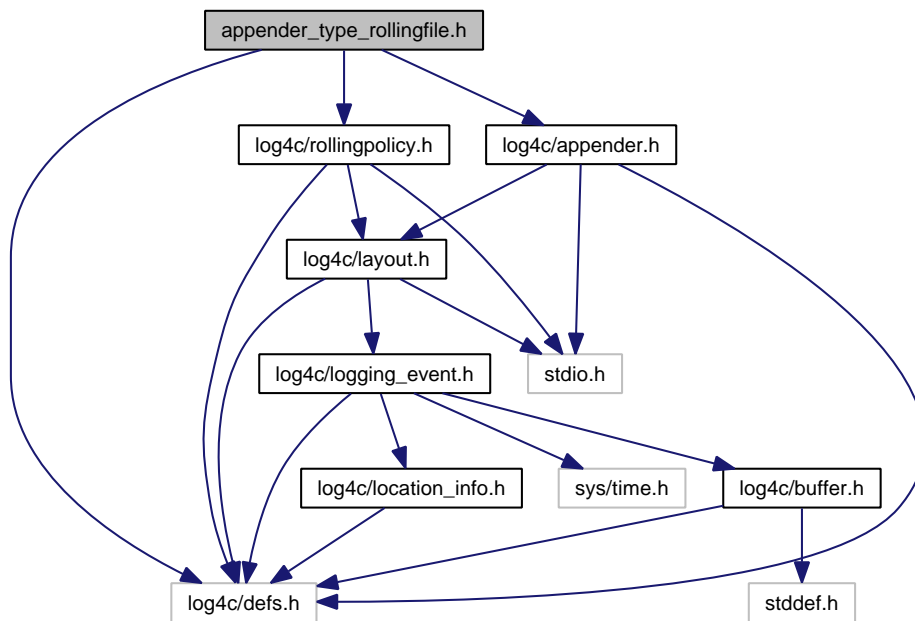 appender_type_rollingfile.h
log4c/rollingpolicy.h
log4c/appender.h
log4c/layout.h
log4c/logging_event.h
stdio.h
log4c/location_info.h
sys/time.h
log4c/buffer.h
log4c/defs.h
stddef.h